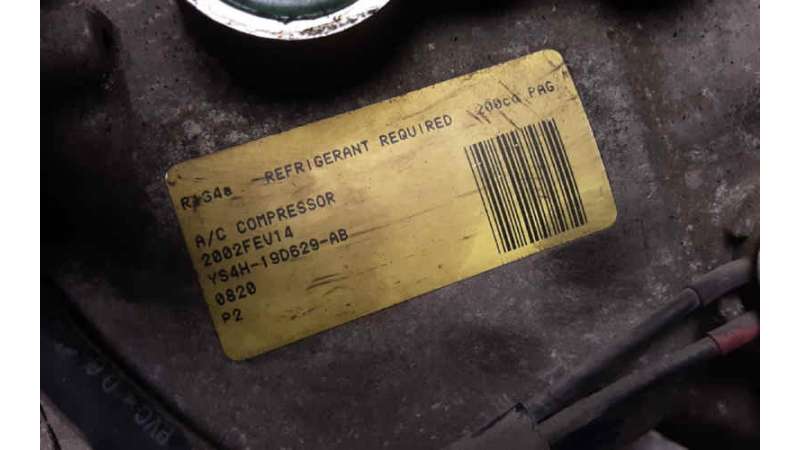 R134a REFRIGERANT REQUIRED 200cc PAG
A/C COMPRESSOR
2002FEV14
YS4H-19D629-AB
0820
P2